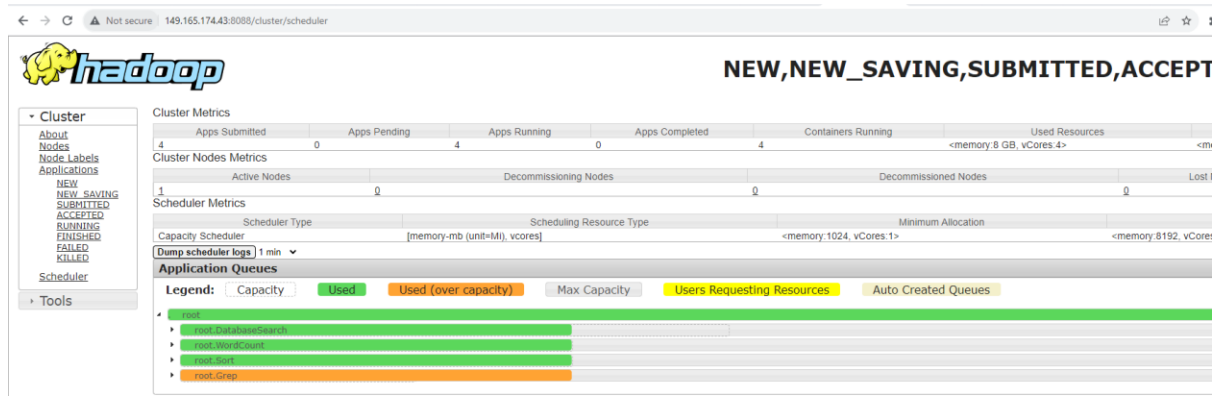 Not secure 149.165.174.43:8088/cluster/scheduler
hadoop
NEW,NEW_SAVING,SUBMITTED,ACCEPT
Cluster
About
Nodes
Node Labels
Applications
NEW
NEW_SAVING
SUBMITTED
ACCEPTED
RUNNING
FINISHED
FAILED
KILLED
Scheduler
Tools
Cluster Metrics
Apps Submitted Apps Pending Apps Running Apps Completed Containers Running Used Resources
4 0 4 0 4 <memory:8 GB, vCores:4> <me
Cluster Nodes Metrics
Active Nodes Decommissioning Nodes Decommissioned Nodes Lost
1 0 0 0
Scheduler Metrics
Scheduler Type Scheduling Resource Type Minimum Allocation
Capacity Scheduler [memory-mb (unit=Mi), vcores] <memory:1024, vCores:1> <memory:8192, vCores
Dump scheduler logs 1 min
Application Queues
Legend: Capacity Used Used (over capacity) Max Capacity Users Requesting Resources Auto Created Queues
root
root.DatabaseSearch
root.WordCount
root.Sort
root.Grep